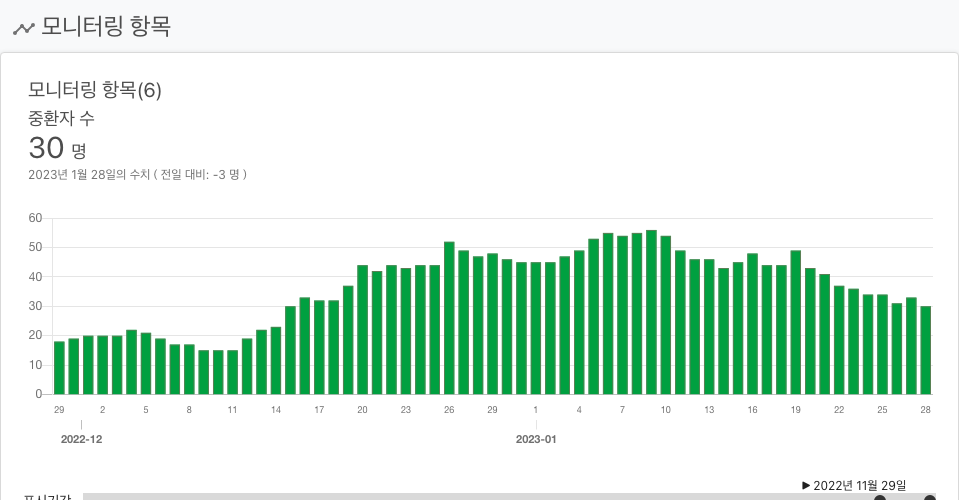 모니터링 항목
모니터링 항목(6)
중환자 수
30 명
2023년 1월 28일의 수치 ( 전일 대비: -3 명 )
60
50
40
30
20
10
0
29 2 5 8 11 14 17 20 23 26 29 1 4 7 10 13 16 19 22 25 28
2022-12 2023-01
▶ 2022년 11월 29일
표시기간